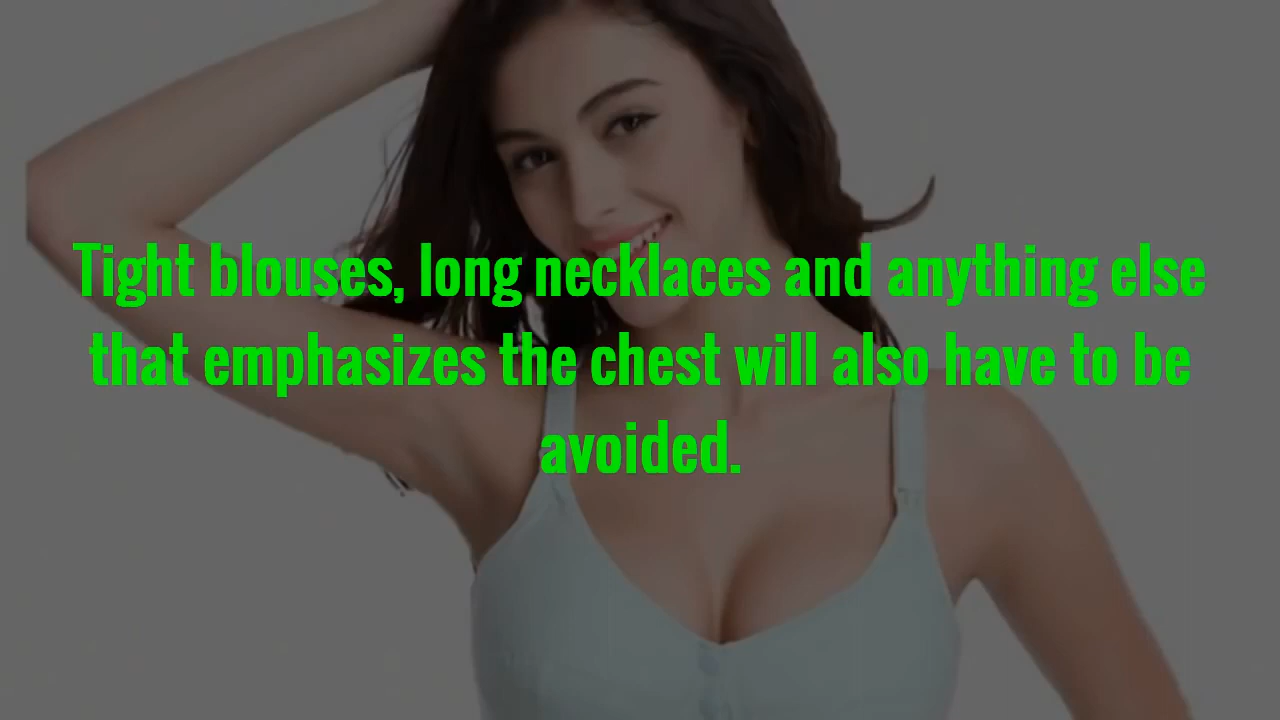 Tight blouses, long necklaces and anything else
that emphasizes the chest will also have to be
avoided.